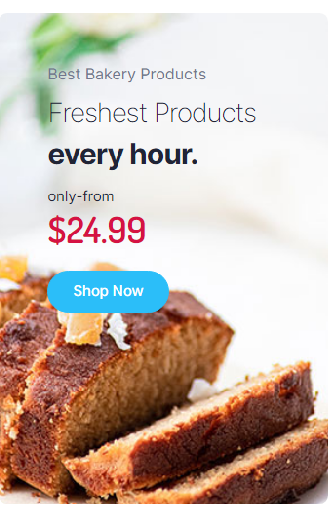 Best Bakery Products
Freshest Products
every hour.
only-from
$24.99
Shop Now